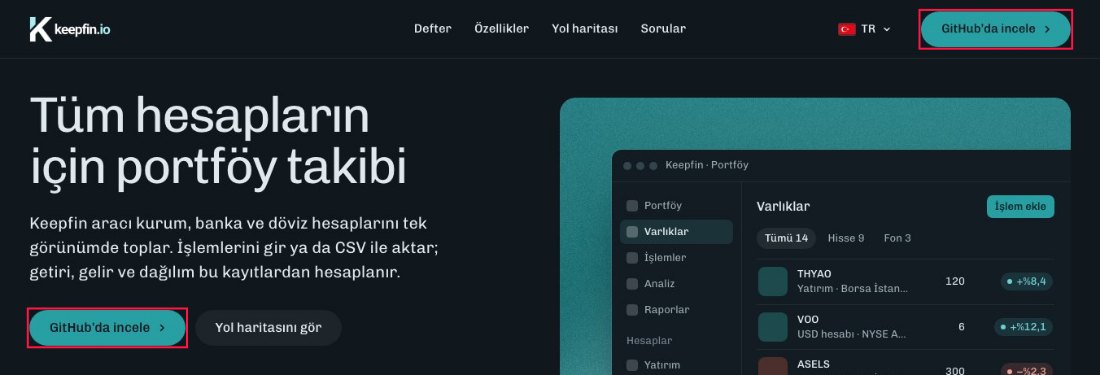 keepfin.io
Defter
Özellikler
Yol haritası
Sorular
TR
GitHub'da incele
Tüm hesapların
için portföy takibi
Keepfin aracı kurum, banka ve döviz hesaplarını tek
görünümde toplar. İşlemlerini gir ya da CSV ile aktar;
getiri, gelir ve dağılım bu kayıtlardan hesaplanır.
GitHub'da incele
Yol haritasını gör
Keepfin · Portföy
Portföy
Varlıklar
İşlemler
Analiz
Raporlar
Hesaplar
Yatırım
Varlıklar
İşlem ekle
Tümü 14
Hisse 9
Fon 3
THYAO
Yatırım · Borsa İstan...
120
+%8,4
VOO
USD hesabı · NYSE A...
6
+%12,1
ASELS
300
−%2,3